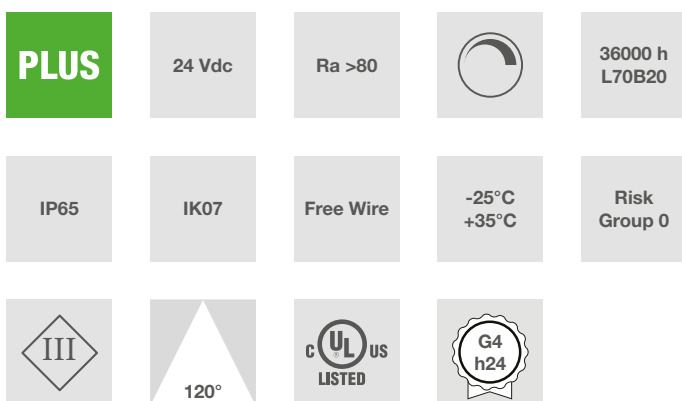 PLUS
24 Vdc
Ra >80
36000 h
L70B20
IP65
IK07
Free Wire
-25°C
+35°C
Risk
Group 0
III
120°
C UL US
®
LISTED
G4
h24